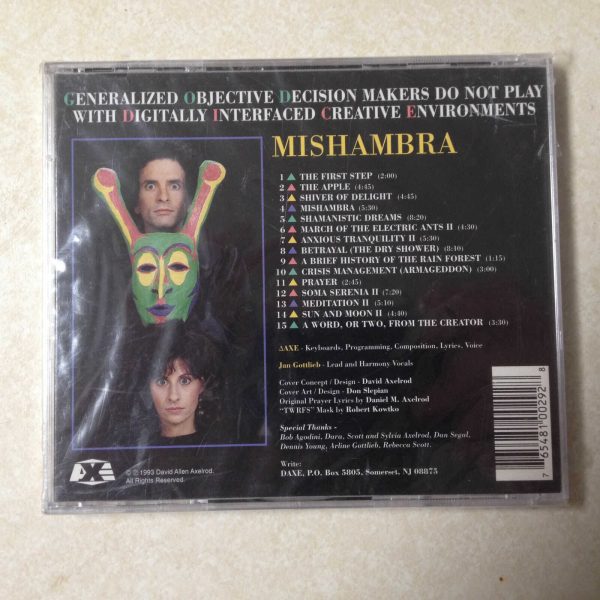 GENERALIZED OBJECTIVE DECISION MAKERS DO NOT PLAY
WITH DIGITALLY INTERFACED CREATIVE ENVIRONMENTS
MISHAMBRA
1 THE FIRST STEP (2:00)
2 THE APPLE (4:45)
3 SHIVER OF DELIGHT (4:45)
4 MISHAMBRA (5:30)
5 SHAMANISTIC DREAMS (8:20)
6 MARCH OF THE ELECTRIC ANTS II (4:30)
7 ANXIOUS TRANQUILITY II (5:30)
8 BETRAYAL (THE DRY SHOWER) (8:10)
9 A BRIEF HISTORY OF THE RAIN FOREST (1:15)
10 CRISIS MANAGEMENT (ARMAGEDDON) (3:00)
11 PRAYER (2:45)
12 SOMA SERENIA II (7:20)
13 MEDITATION II (5:10)
14 SUN AND MOON II (4:40)
15 A WORD, OR TWO, FROM THE CREATOR (3:30)
ΔAXE - Keyboards, Programming, Composition, Lyrics, Voice
Jan Gottlieb - Lead and Harmony Vocals
Cover Concept / Design - David Axelrod
Cover Art / Design - Don Slepian
Original Prayer Lyrics by Daniel M. Axelrod
"TWRFS" Mask by Robert Kowtko
Special Thanks -
Bob Agodini, Dara, Scott and Sylvia Axelrod, Dan Segal,
Dennis Young, Arline Gottlieb, Rebecca Scott.
Write:
DAXE, P.O. Box 5805, Somerset, NJ 08875
DAXE
© ℗ 1993 David Allen Axelrod.
All Rights Reserved.
7 65481 00292 8